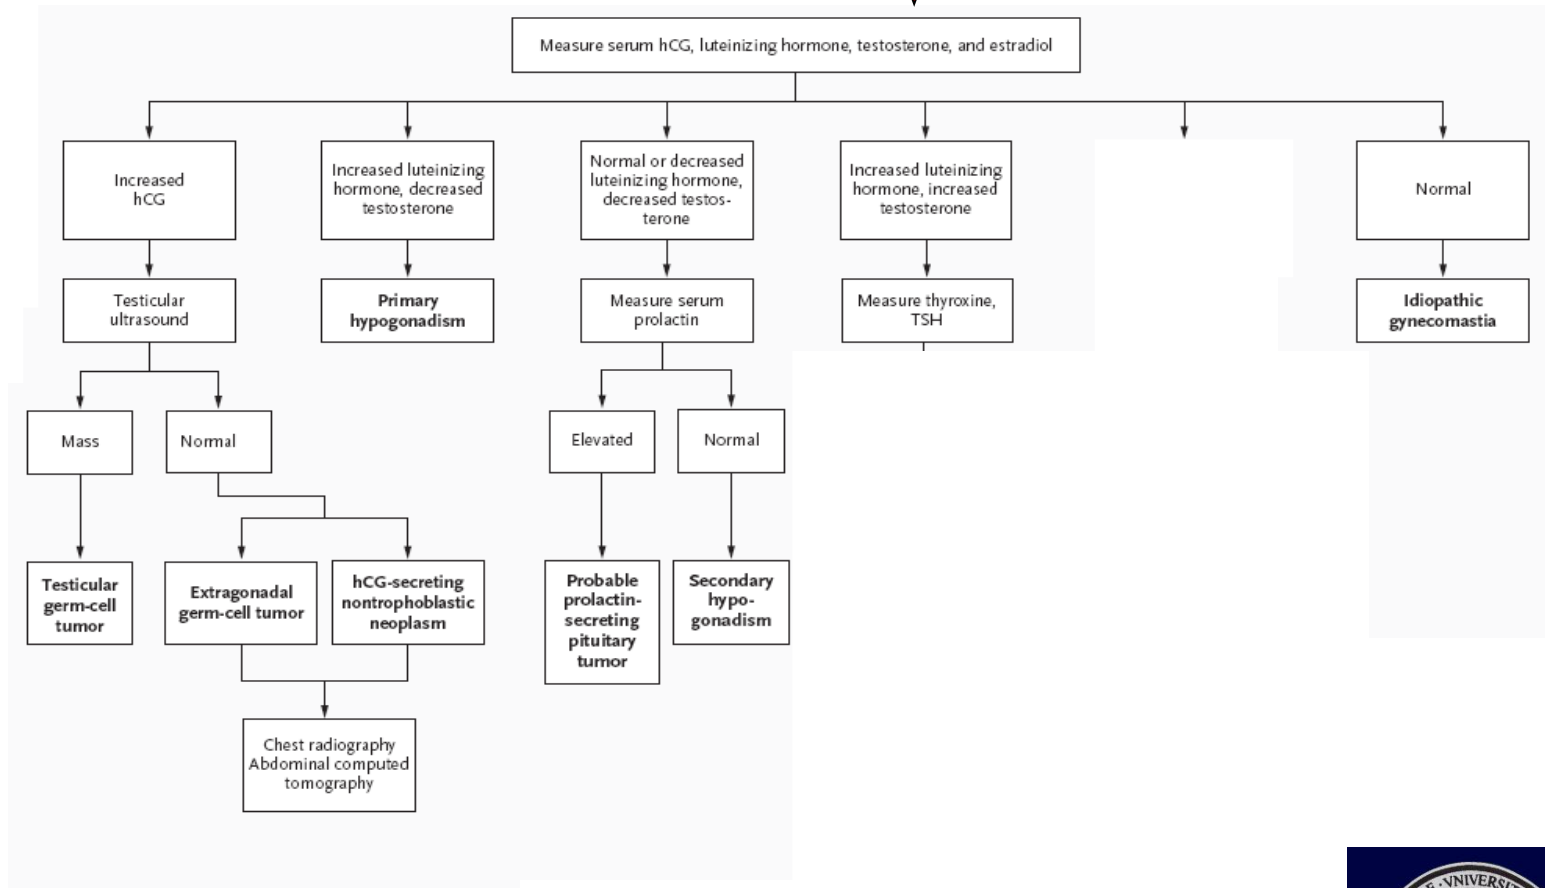 Measure serum hCG, luteinizing hormone, testosterone, and estradiol
Increased
hCG
Increased luteinizing
hormone, decreased
testosterone
Normal or decreased
luteinizing hormone,
decreased testos-
terone
Increased luteinizing
hormone, increased
testosterone
Normal
Testicular
ultrasound
Primary
hypogonadism
Measure serum
prolactin
Measure thyroxine,
TSH
Idiopathic
gynecomastia
Mass
Normal
Elevated
Normal
Testicular
germ-cell
tumor
Extragonadal
germ-cell tumor
hCG-secreting
nontrophoblastic
neoplasm
Probable
prolactin-
secreting
pituitary
tumor
Secondary
hypo-
gonadism
Chest radiography
Abdominal computed
tomography